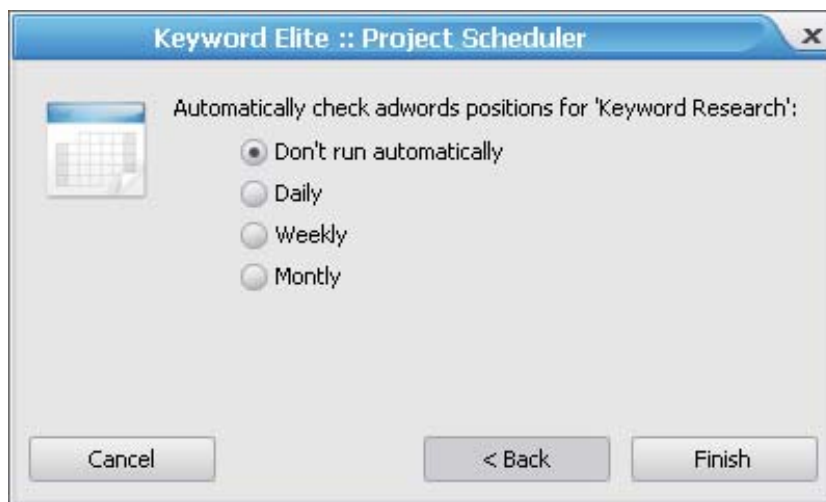 Keyword Elite :: Project Scheduler
Automatically check adwords positions for 'Keyword Research':
Don't run automatically
Daily
Weekly
Montly
Cancel
< Back
Finish